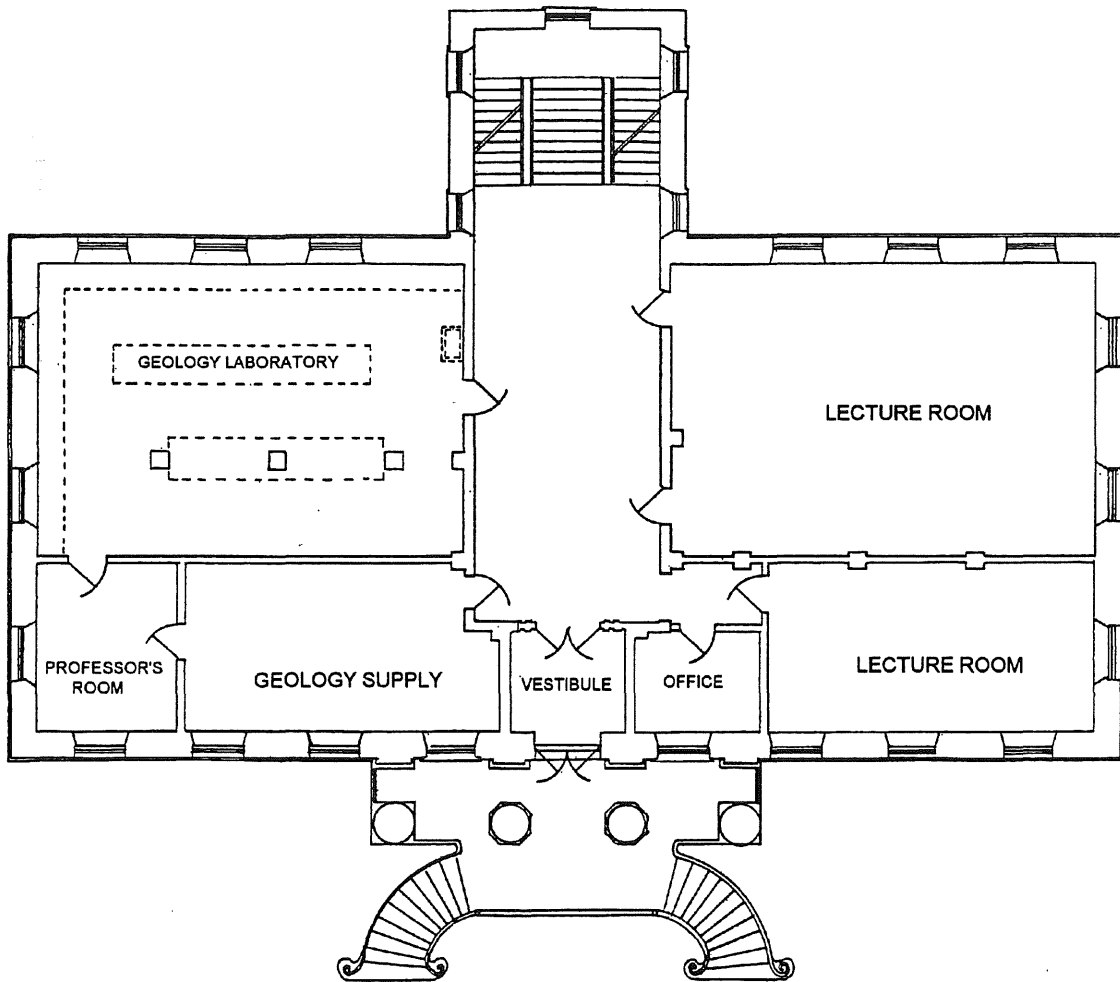 GEOLOGY LABORATORY
LECTURE ROOM
PROFESSOR'S
ROOM
GEOLOGY SUPPLY
VESTIBULE
OFFICE
LECTURE ROOM